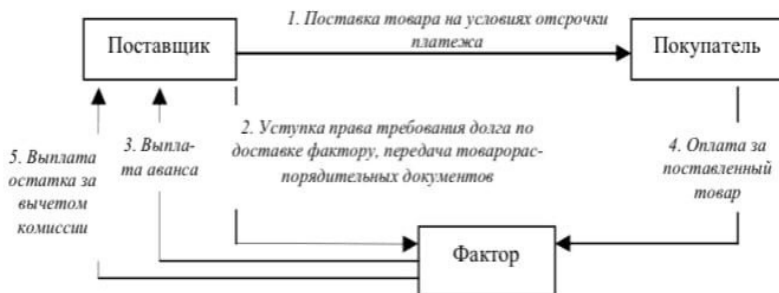 1. Поставка товара на условиях отсрочки
платежа
Поставщик
Покупатель
5. Выплата
остатка за
вычетом
комиссии
3. Выпла-
та аванса
2. Уступка права требования долга по
доставке фактору, передача товарорас-
порядительных документов
4. Оплата за
поставленный
товар
Фактор